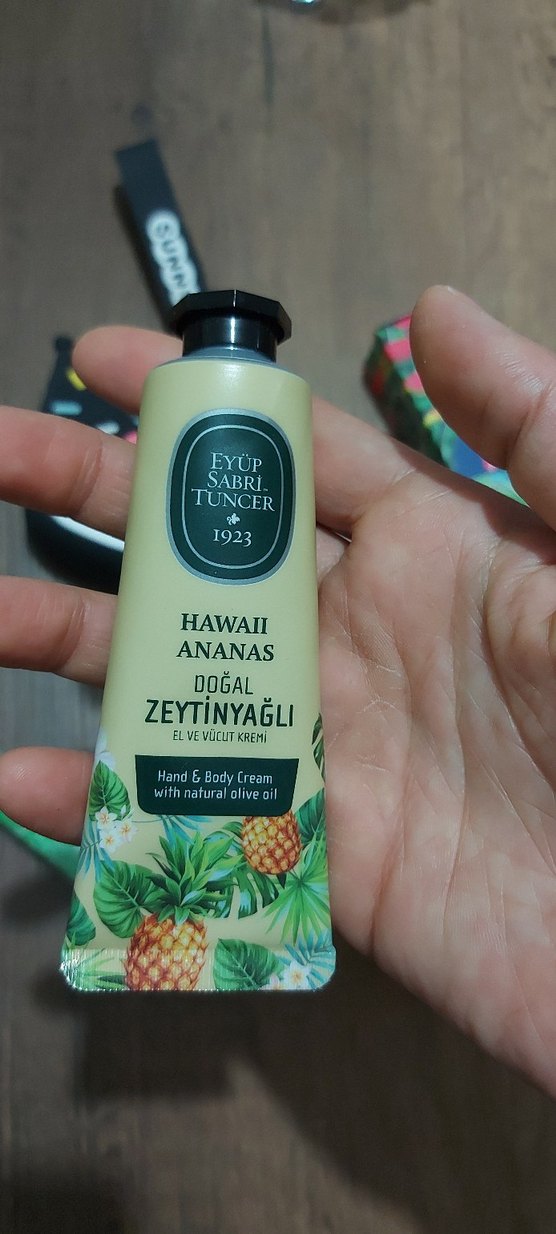 EYÜP
SABRİ
TUNCER
1923
HAWAII
ANANAS
DOĞAL
ZEYTİNYAĞLI
EL VE VÜCUT KREMİ
Hand & Body Cream
with natural olive oil